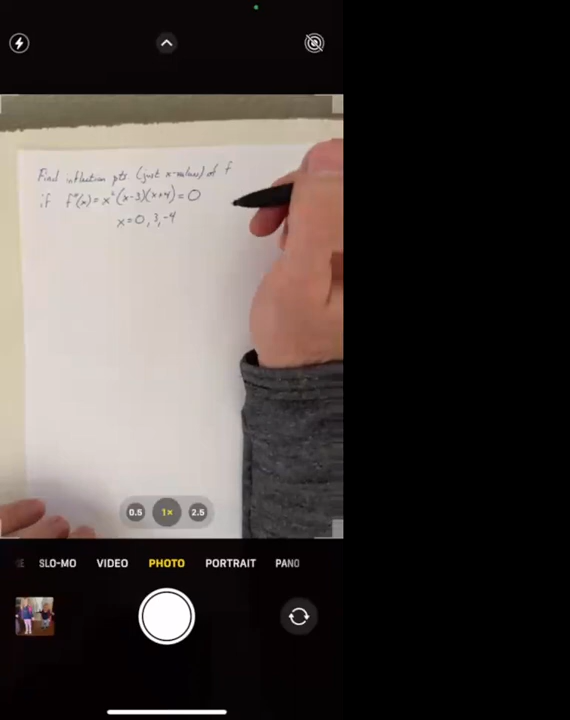 Find inflection pts (just x-values) of f
if f"(x) = x²(x-3)(x+4) = 0
x = 0, 3, -4
0.5 1× 2.5
SLO-MO VIDEO PHOTO PORTRAIT PANO